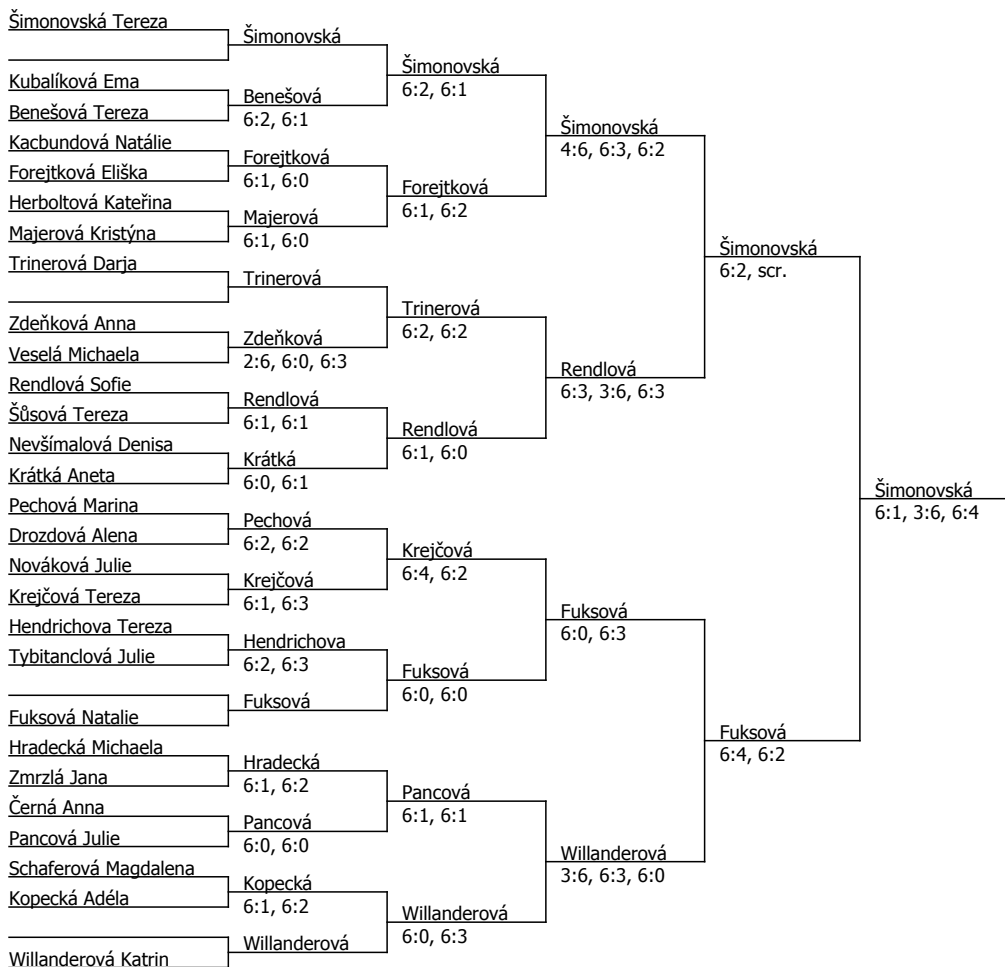 Šimonovská Tereza
Kubalíková Ema
Benešová Tereza
Kacbundová Natálie
Forejtková Eliška
Herboltová Kateřina
Majerová Kristýna
Trinerová Darja
Zdeňková Anna
Veselá Michaela
Rendlová Sofie
Šůsová Tereza
Nevšímalová Denisa
Krátká Aneta
Pechová Marina
Drozdová Alena
Nováková Julie
Krejčová Tereza
Hendrichova Tereza
Tybitanclová Julie
Fuksová Natalie
Hradecká Michaela
Zmrzlá Jana
Černá Anna
Pancová Julie
Schaferová Magdalena
Kopecká Adéla
Willanderová Katrin
Šimonovská
Benešová
6:2, 6:1
Forejtková
6:1, 6:0
Majerová
6:1, 6:0
Trinerová
Zdeňková
2:6, 6:0, 6:3
Rendlová
6:1, 6:1
Krátká
6:0, 6:1
Pechová
6:2, 6:2
Krejčová
6:1, 6:3
Hendrichova
6:2, 6:3
Fuksová
Hradecká
6:1, 6:2
Pancová
6:0, 6:0
Kopecká
6:1, 6:2
Willanderová
Šimonovská
6:2, 6:1
Forejtková
6:1, 6:2
Trinerová
6:2, 6:2
Rendlová
6:1, 6:0
Krejčová
6:4, 6:2
Fuksová
6:0, 6:0
Pancová
6:1, 6:1
Willanderová
6:0, 6:3
Šimonovská
4:6, 6:3, 6:2
Rendlová
6:3, 3:6, 6:3
Fuksová
6:0, 6:3
Willanderová
3:6, 6:3, 6:0
Šimonovská
6:2, scr.
Fuksová
6:4, 6:2
Šimonovská
6:1, 3:6, 6:4